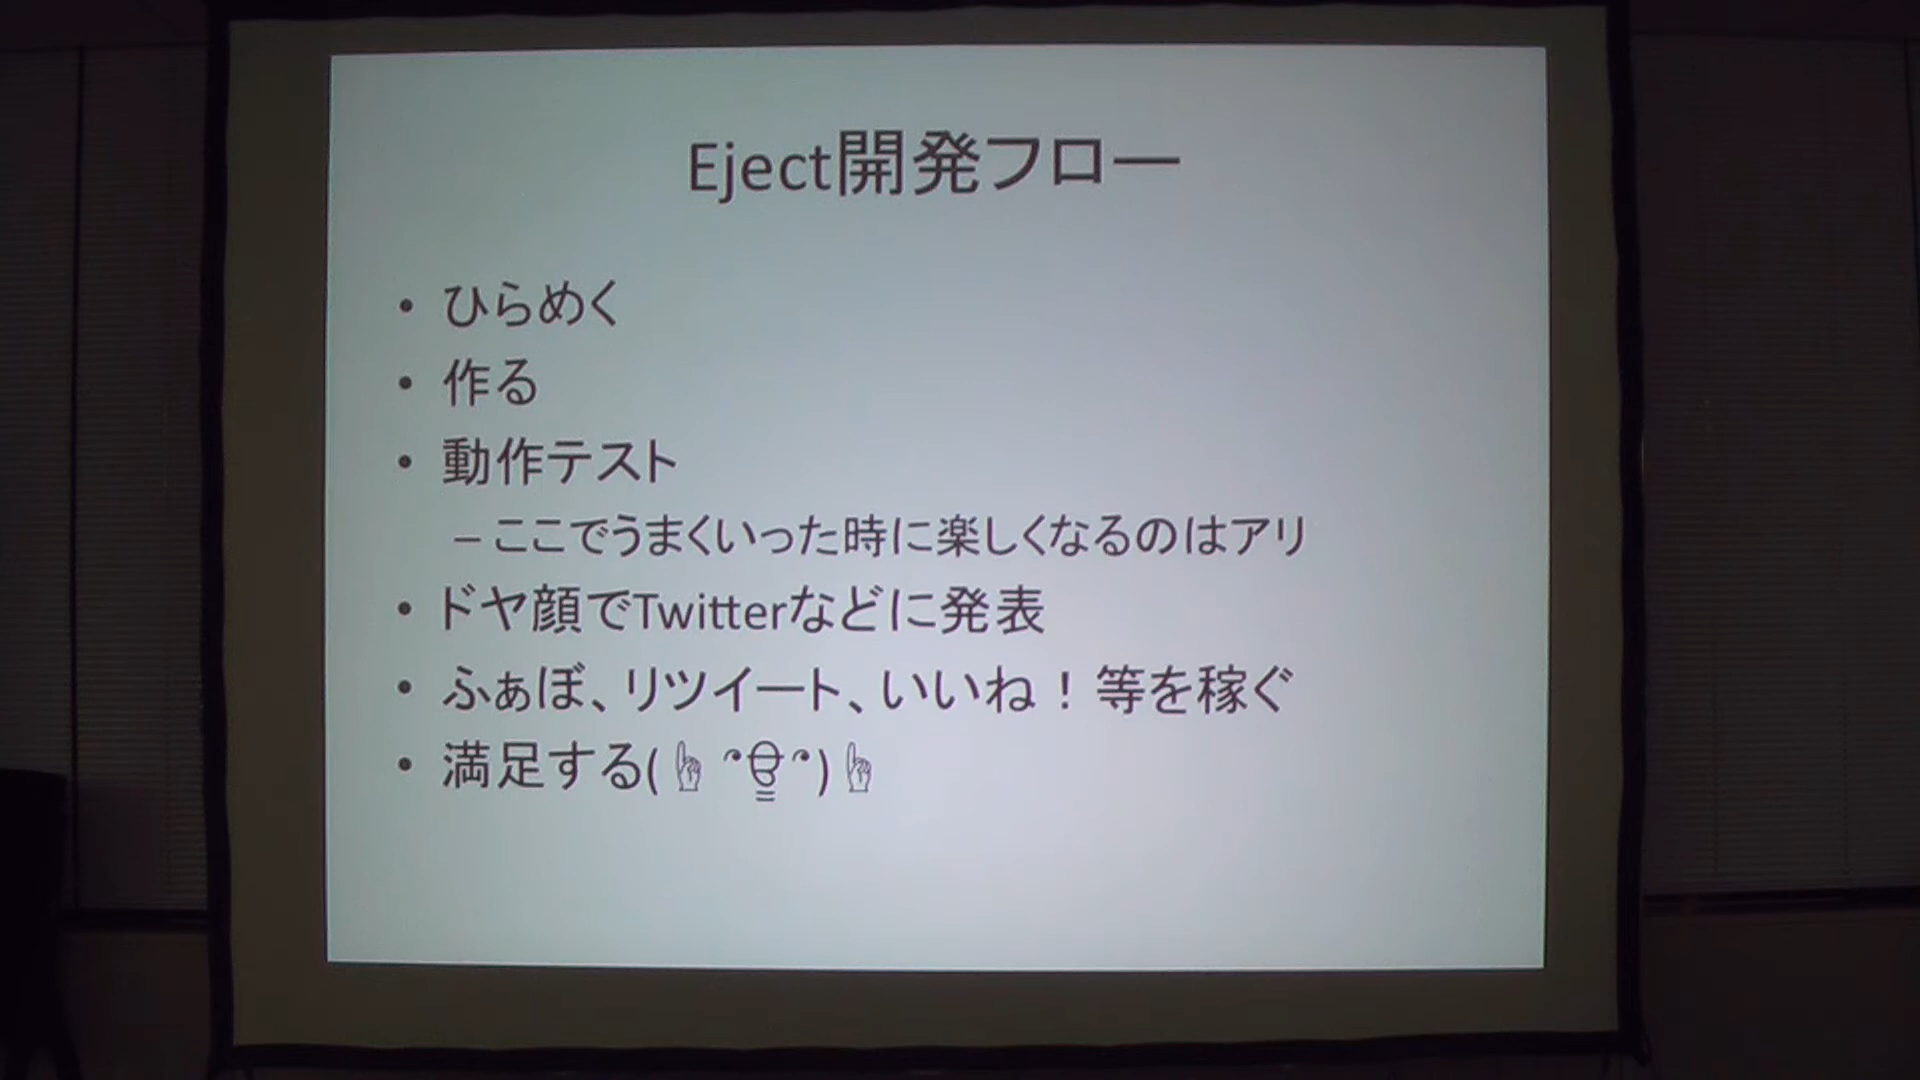 Eject開発フロー
• ひらめく
• 作る
• 動作テスト
– ここでうまくいった時に楽しくなるのはアリ
• ドヤ顔でTwitterなどに発表
• ふぁぼ、リツイート、いいね！等を稼ぐ
• 満足する(☝ ՞ਊ ՞)☝